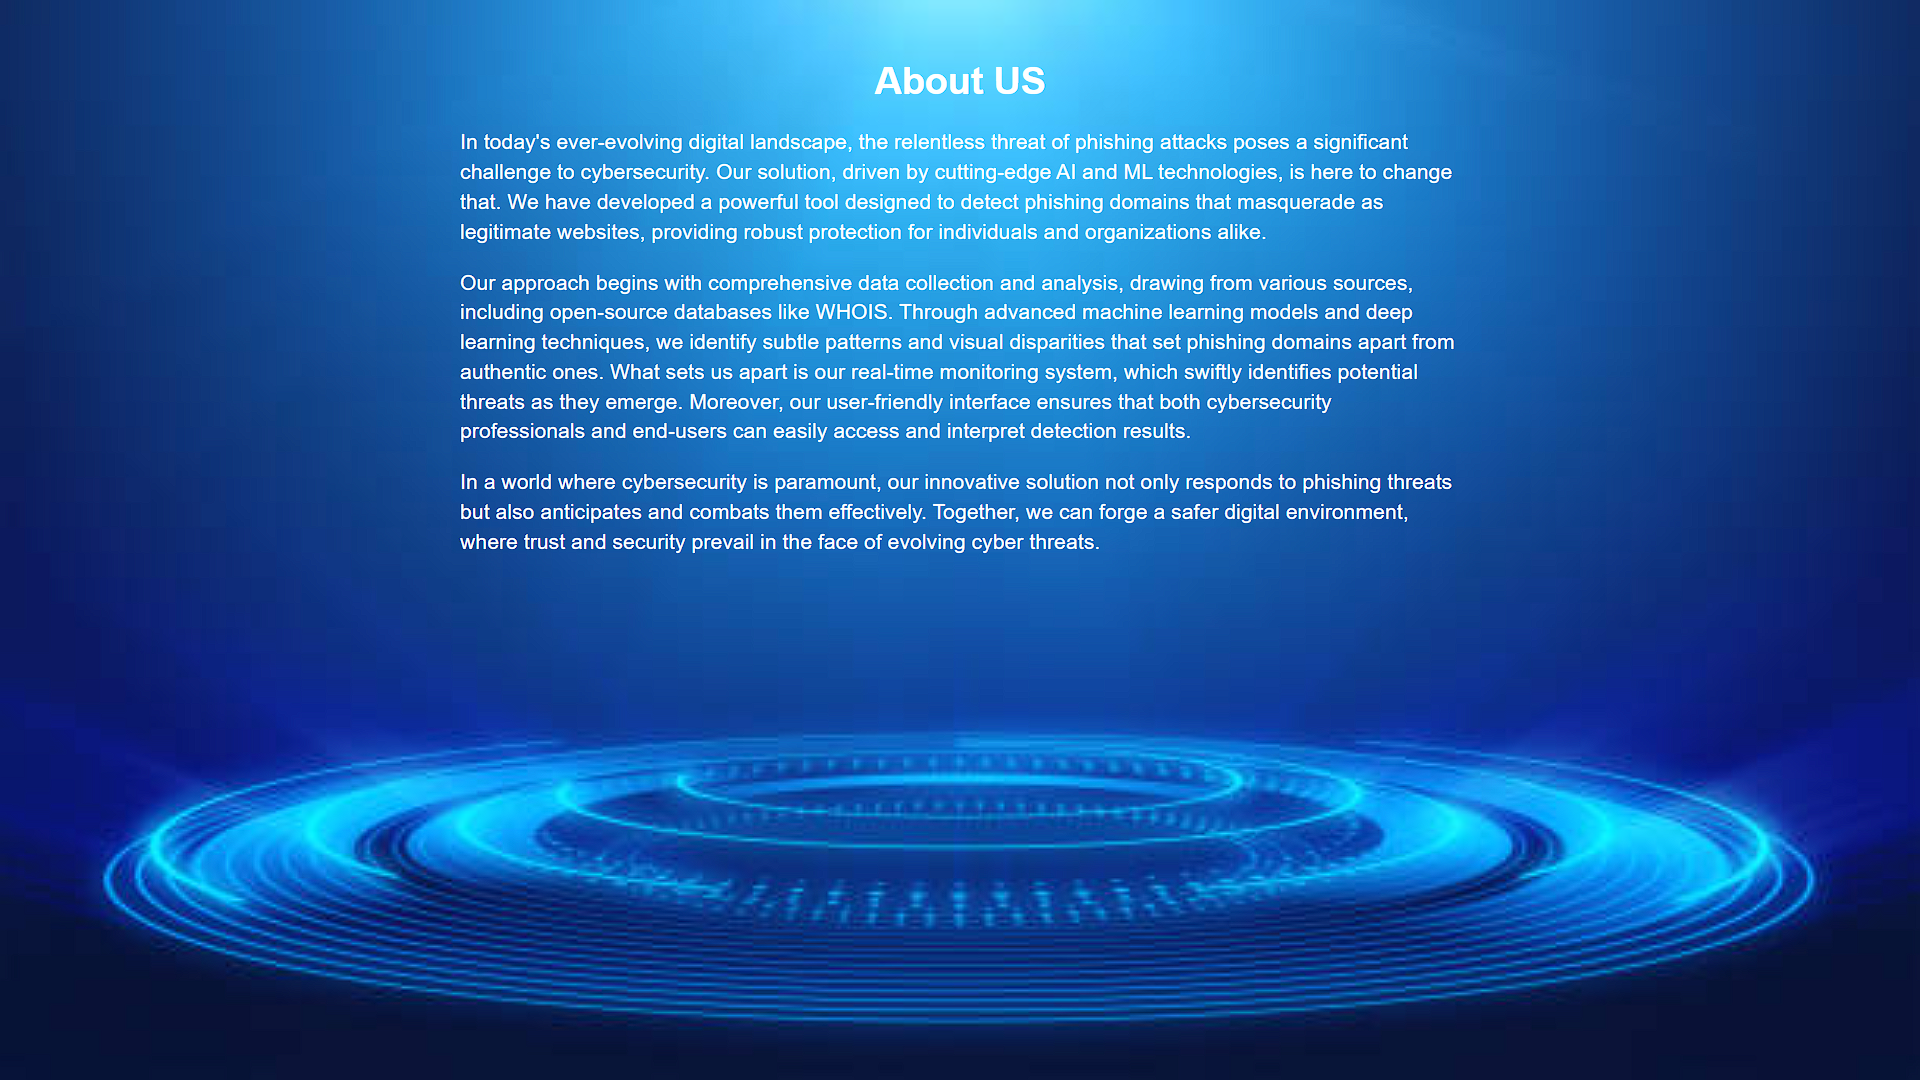 About US
In today's ever-evolving digital landscape, the relentless threat of phishing attacks poses a significant
challenge to cybersecurity. Our solution, driven by cutting-edge AI and ML technologies, is here to change
that. We have developed a powerful tool designed to detect phishing domains that masquerade as
legitimate websites, providing robust protection for individuals and organizations alike.
Our approach begins with comprehensive data collection and analysis, drawing from various sources,
including open-source databases like WHOIS. Through advanced machine learning models and deep
learning techniques, we identify subtle patterns and visual disparities that set phishing domains apart from
authentic ones. What sets us apart is our real-time monitoring system, which swiftly identifies potential
threats as they emerge. Moreover, our user-friendly interface ensures that both cybersecurity
professionals and end-users can easily access and interpret detection results.
In a world where cybersecurity is paramount, our innovative solution not only responds to phishing threats
but also anticipates and combats them effectively. Together, we can forge a safer digital environment,
where trust and security prevail in the face of evolving cyber threats.